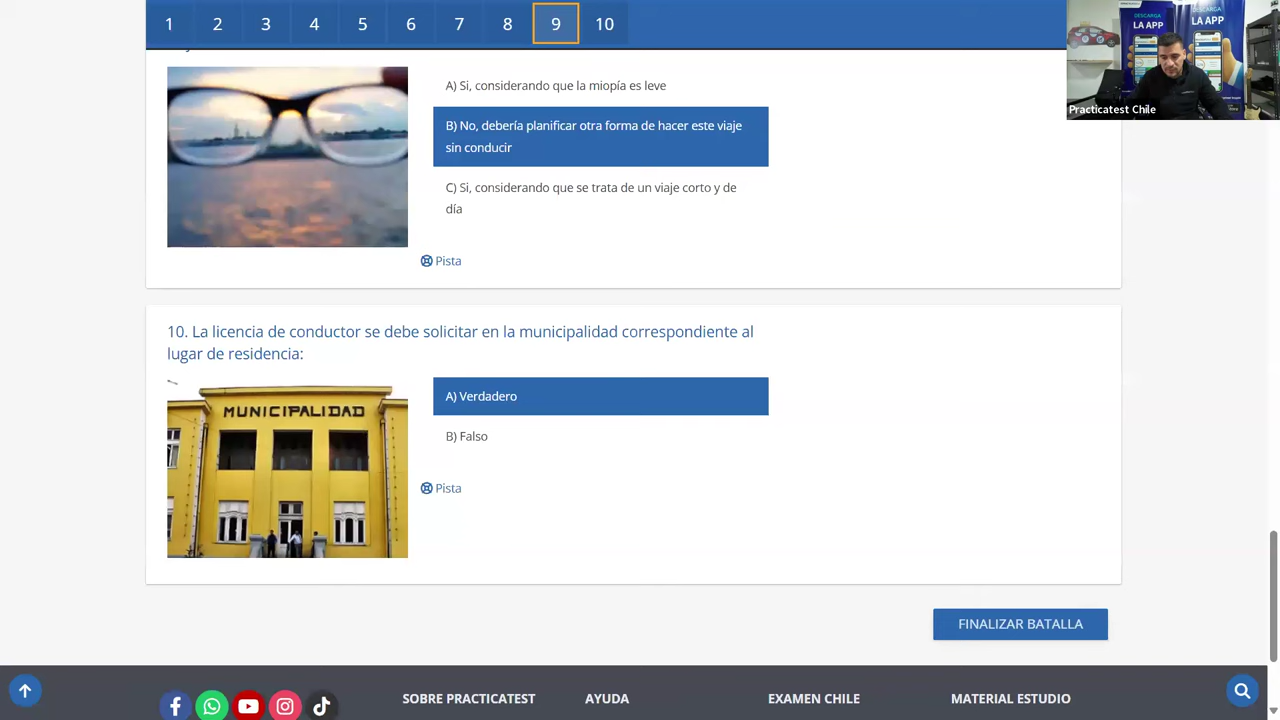 1 2 3 4 5 6 7 8 9 10
DESCARGA
LA APP
DESCARGA
LA APP
Practicatest Chile
A) Si, considerando que la miopía es leve
B) No, debería planificar otra forma de hacer este viaje
sin conducir
C) Si, considerando que se trata de un viaje corto y de
día
Pista
10. La licencia de conductor se debe solicitar en la municipalidad correspondiente al
lugar de residencia:
MUNICIPALIDAD
A) Verdadero
B) Falso
Pista
FINALIZAR BATALLA
SOBRE PRACTICATEST
AYUDA
EXAMEN CHILE
MATERIAL ESTUDIO